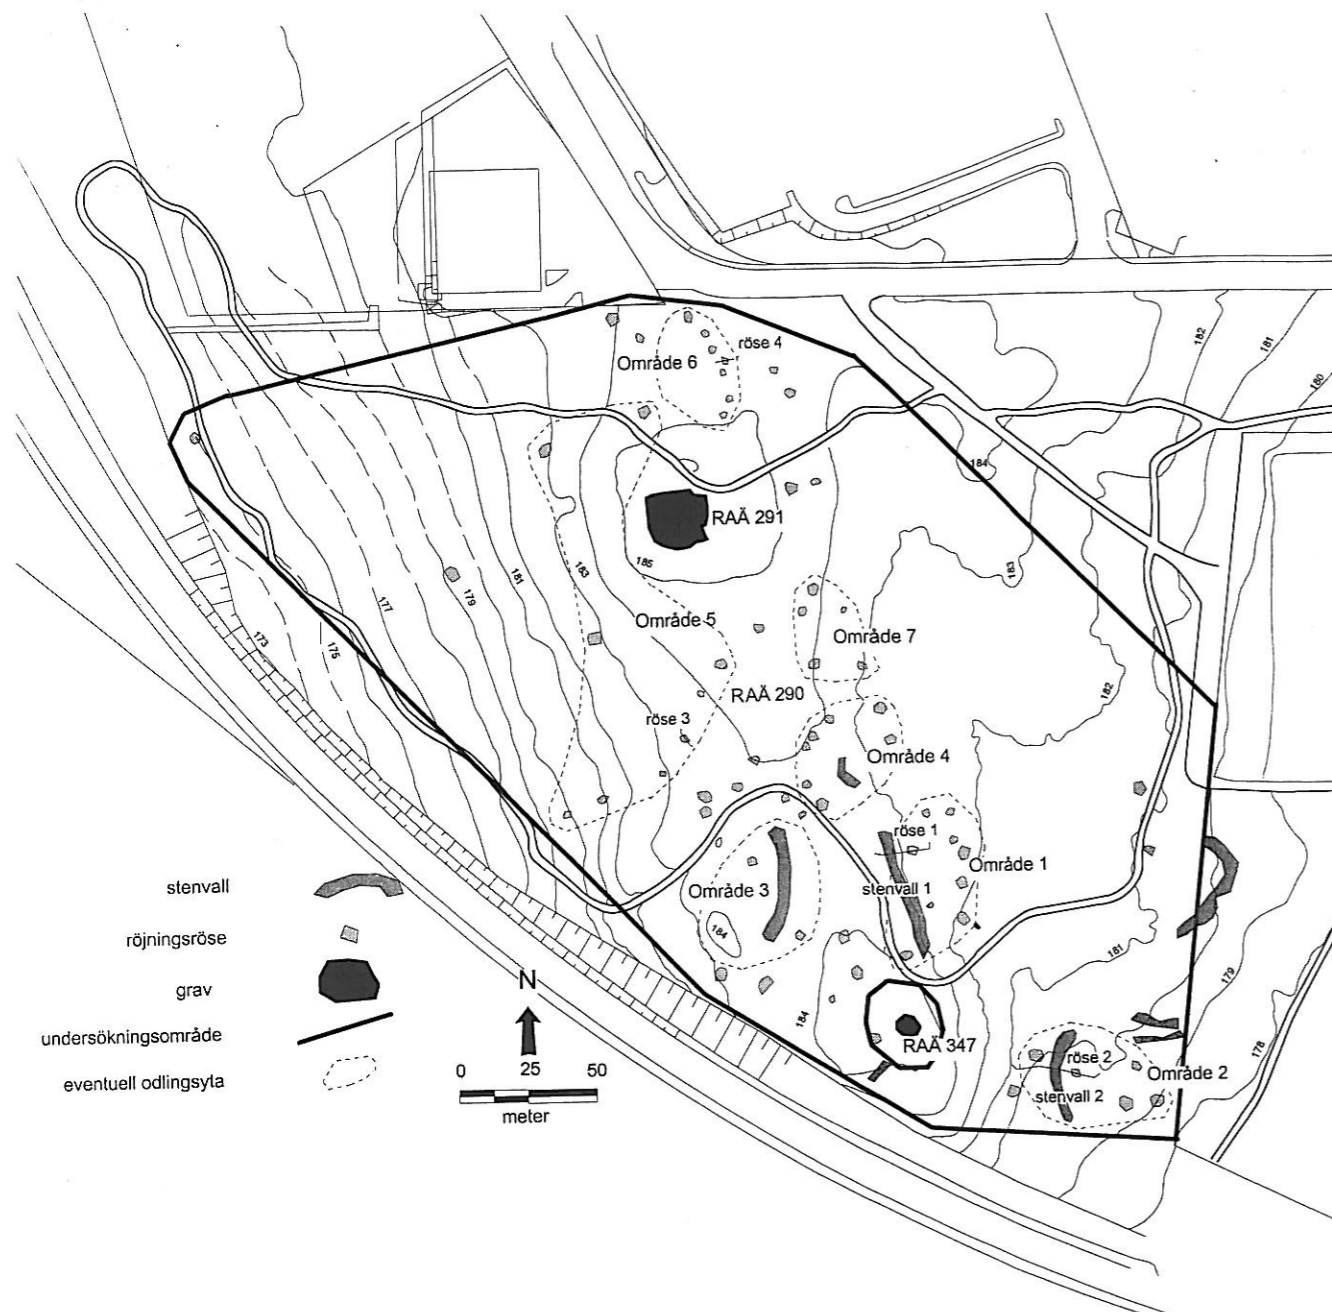 182
181
180
röse 4
Område 6
184
RAÄ 291
185
183
181
179
177
175
173
183
Område 5
Område 7
RAÄ 290
182
röse 3
Område 4
röse 1
Område 1
stenvall 1
Område 3
184
stenvall
röjningsröse
grav
undersökningsområde
eventuell odlingsyta
N
0 25 50
meter
184
181
179
178
RAÄ 347
röse 2
Område 2
stenvall 2